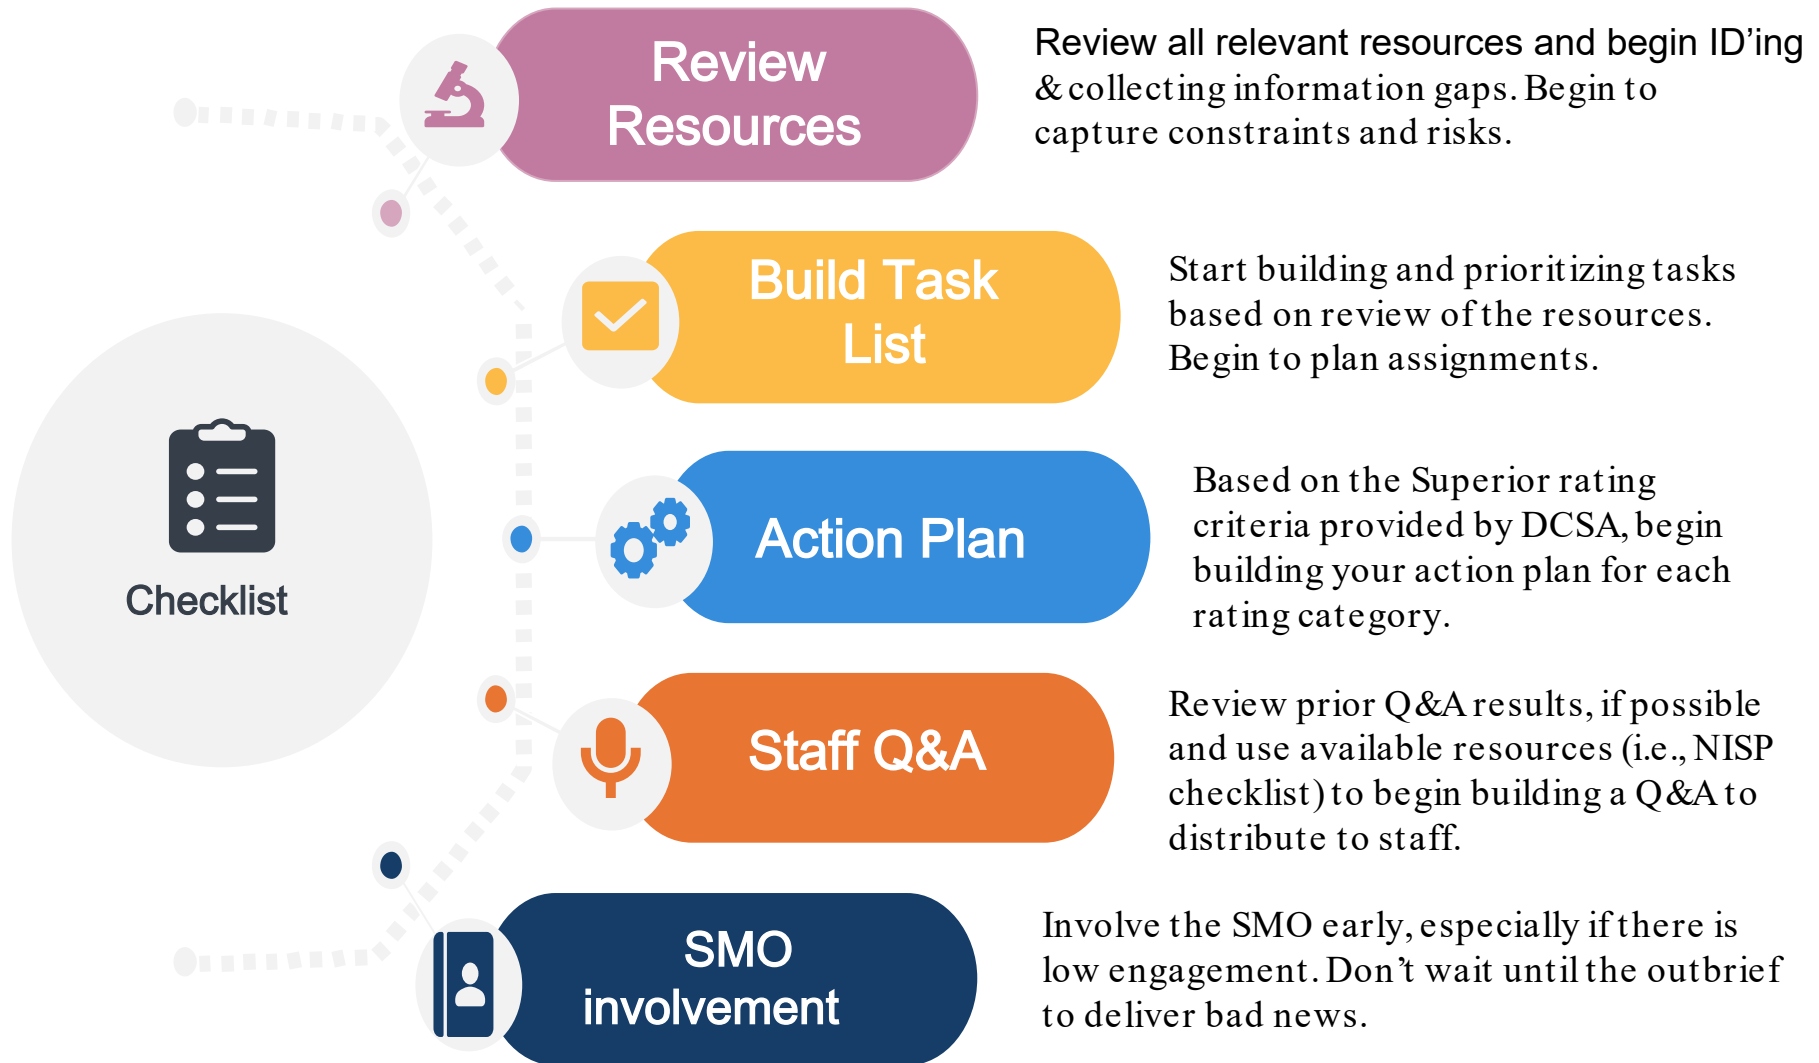 Review
Resources
Review all relevant resources and begin ID’ing
& collecting information gaps. Begin to
capture constraints and risks.
Build Task
List
Start building and prioritizing tasks
based on review of the resources.
Begin to plan assignments.
Checklist
Action Plan
Based on the Superior rating
criteria provided by DCSA, begin
building your action plan for each
rating category.
Staff Q&A
Review prior Q&A results, if possible
and use available resources (i.e., NISP
checklist) to begin building a Q&A to
distribute to staff.
SMO
involvement
Involve the SMO early, especially if there is
low engagement. Don’t wait until the outbrief
to deliver bad news.